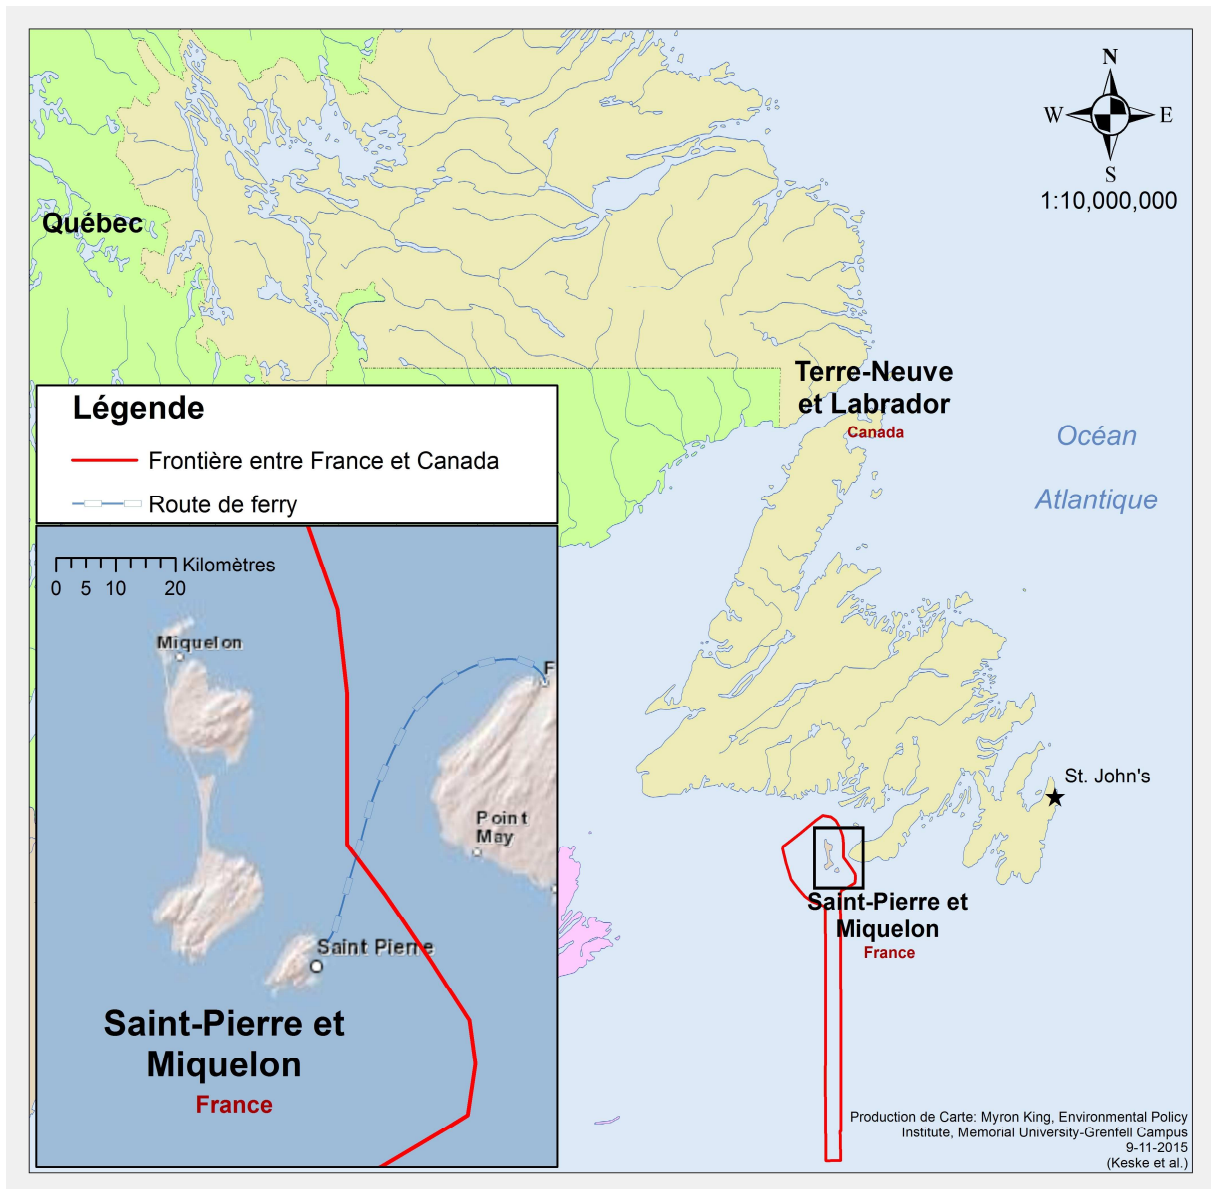 N
W E
S
1:10,000,000
Québec
Terre-Neuve
et Labrador
Canada
Océan
Atlantique
Légende
Frontière entre France et Canada
Route de ferry
Kilomètres
0 5 10 20
Miquelon
F
Point
May
Saint Pierre
Saint-Pierre et
Miquelon
France
St. John's
Saint-Pierre et
Miquelon
France
Production de Carte: Myron King, Environmental Policy
Institute, Memorial University-Grenfell Campus
9-11-2015
(Keske et al.)